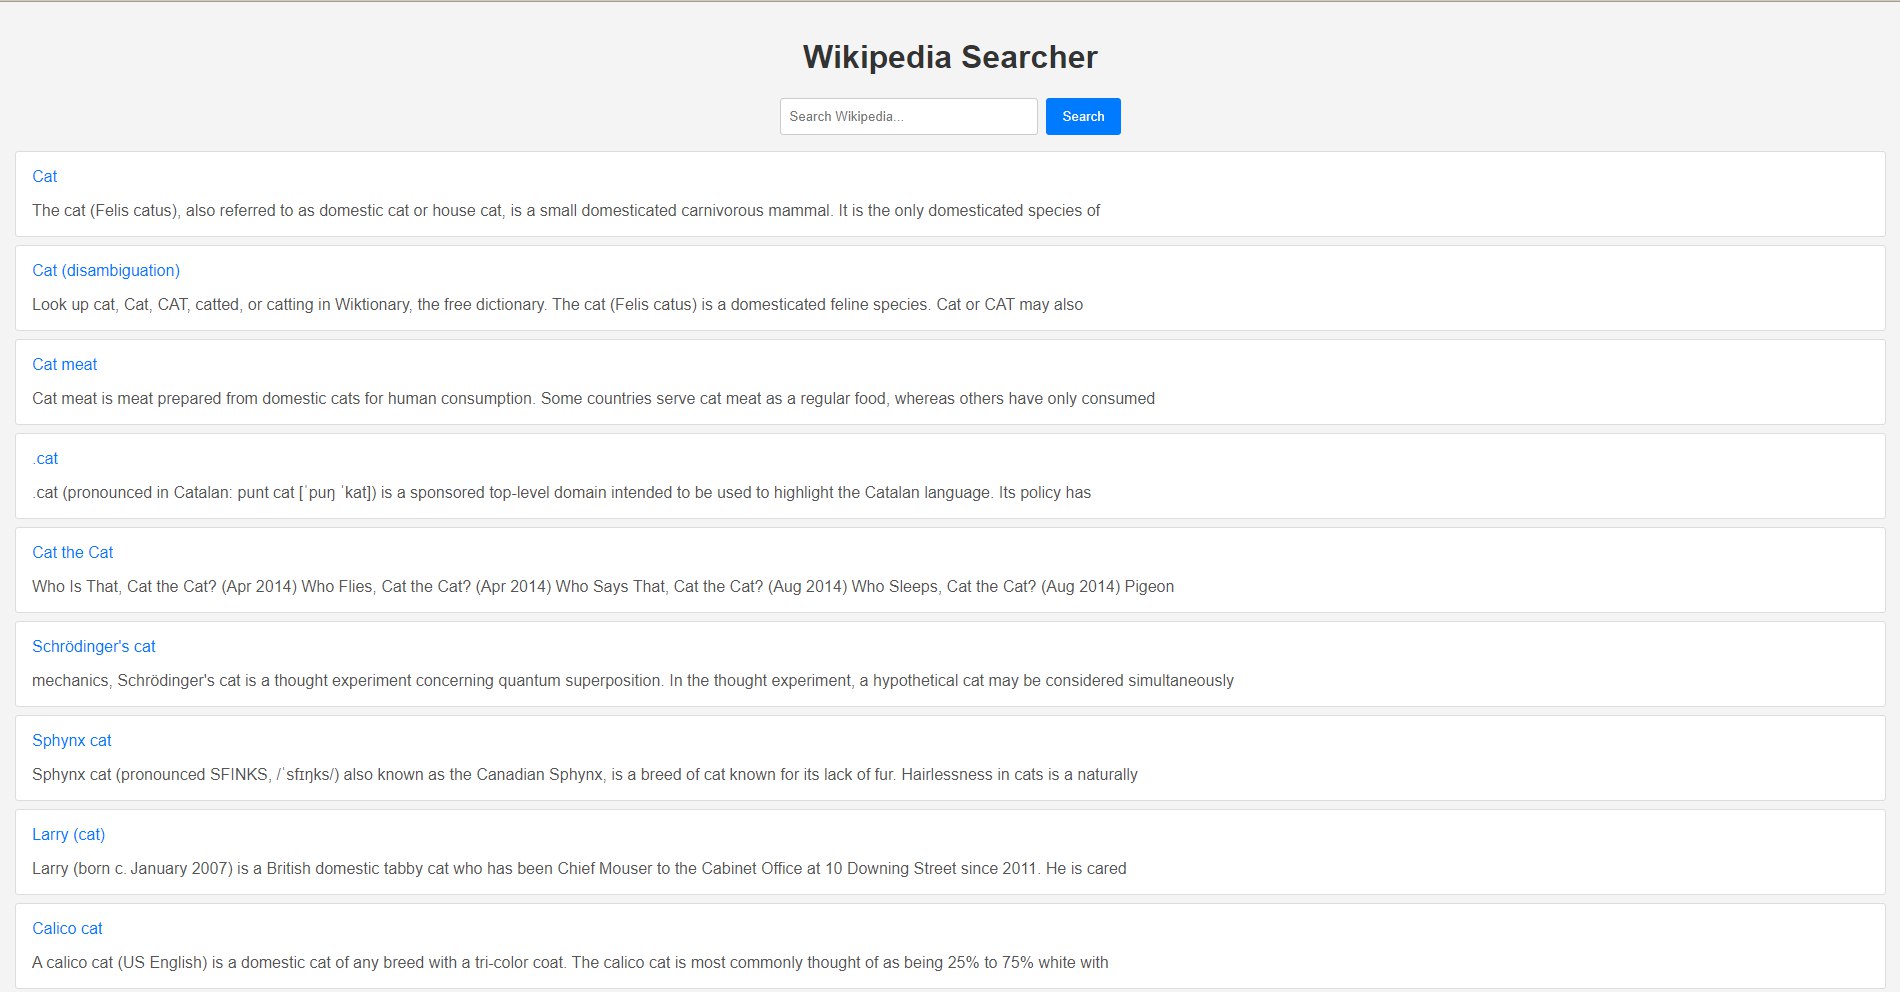 Wikipedia Searcher
Search Wikipedia...
Search
Cat
The cat (Felis catus), also referred to as domestic cat or house cat, is a small domesticated carnivorous mammal. It is the only domesticated species of
Cat (disambiguation)
Look up cat, Cat, CAT, catted, or catting in Wiktionary, the free dictionary. The cat (Felis catus) is a domesticated feline species. Cat or CAT may also
Cat meat
Cat meat is meat prepared from domestic cats for human consumption. Some countries serve cat meat as a regular food, whereas others have only consumed
.cat
.cat (pronounced in Catalan: punt cat [ˈpuŋ ˈkat]) is a sponsored top-level domain intended to be used to highlight the Catalan language. Its policy has
Cat the Cat
Who Is That, Cat the Cat? (Apr 2014) Who Flies, Cat the Cat? (Apr 2014) Who Says That, Cat the Cat? (Aug 2014) Who Sleeps, Cat the Cat? (Aug 2014) Pigeon
Schrödinger's cat
mechanics, Schrödinger's cat is a thought experiment concerning quantum superposition. In the thought experiment, a hypothetical cat may be considered simultaneously
Sphynx cat
Sphynx cat (pronounced SFINKS, /ˈsfɪŋks/) also known as the Canadian Sphynx, is a breed of cat known for its lack of fur. Hairlessness in cats is a naturally
Larry (cat)
Larry (born c. January 2007) is a British domestic tabby cat who has been Chief Mouser to the Cabinet Office at 10 Downing Street since 2011. He is cared
Calico cat
A calico cat (US English) is a domestic cat of any breed with a tri-color coat. The calico cat is most commonly thought of as being 25% to 75% white with